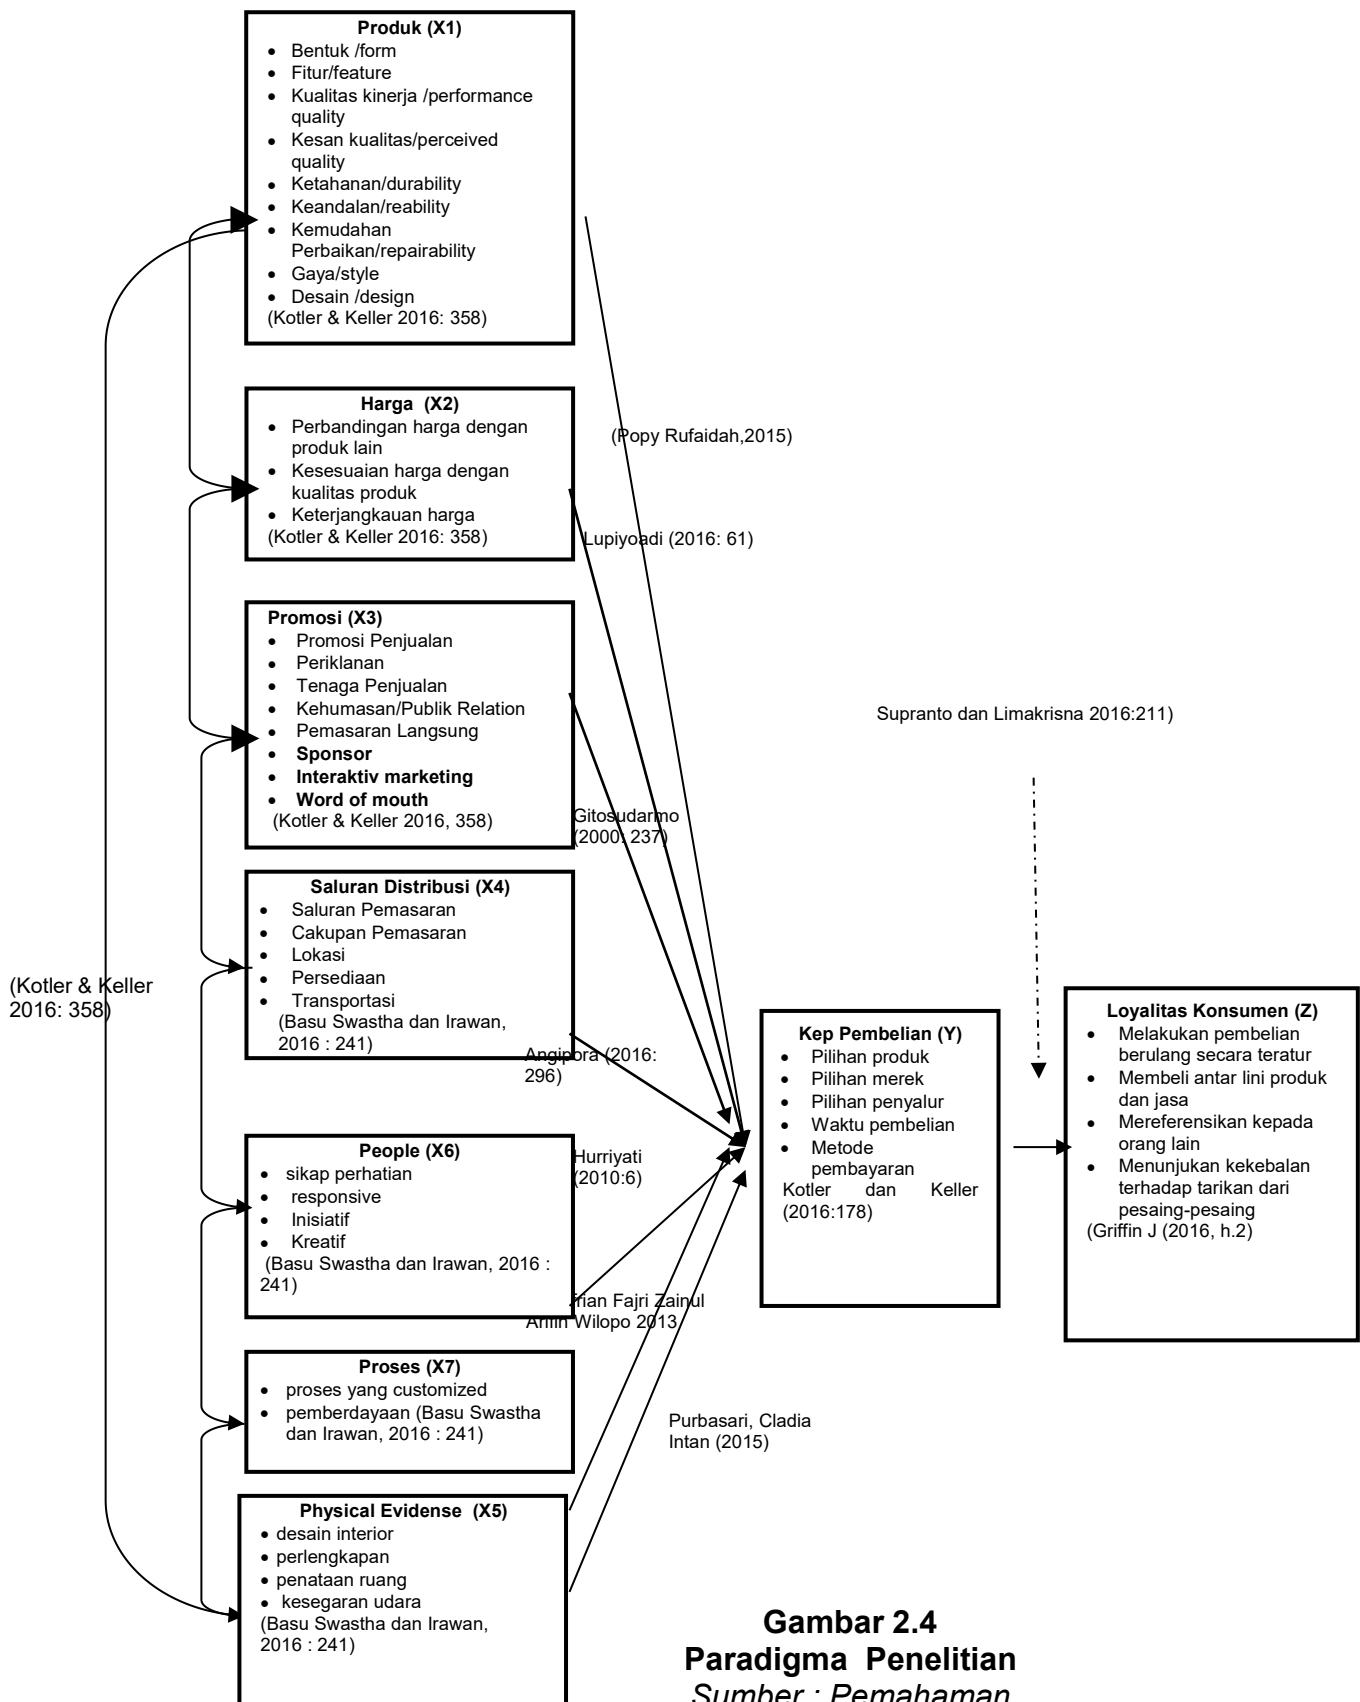 Produk (X1)
• Bentuk /form
• Fitur/feature
• Kualitas kinerja /performance
quality
• Kesan kualitas/perceived
quality
• Ketahanan/durability
• Keandalan/reability
• Kemudahan
Perbaikan/repairability
• Gaya/style
• Desain /design
(Kotler & Keller 2016: 358)
Harga (X2)
• Perbandingan harga dengan
produk lain
• Kesesuaian harga dengan
kualitas produk
• Keterjangkauan harga
(Kotler & Keller 2016: 358)
(Popy Rufaidah,2015)
Lupiyoadi (2016: 61)
Promosi (X3)
• Promosi Penjualan
• Periklanan
• Tenaga Penjualan
• Kehumasan/Publik Relation
• Pemasaran Langsung
• Sponsor
• Interaktiv marketing
• Word of mouth
(Kotler & Keller 2016, 358)
Gitosudarmo
(2000: 237)
Supranto dan Limakrisna 2016:211)
Saluran Distribusi (X4)
• Saluran Pemasaran
• Cakupan Pemasaran
• Lokasi
• Persediaan
• Transportasi
(Basu Swastha dan Irawan,
2016 : 241)
(Kotler & Keller
2016: 358)
Angipora (2016:
296)
People (X6)
• sikap perhatian
• responsive
• Inisiatif
• Kreatif
(Basu Swastha dan Irawan, 2016 :
241)
Hurriyati
(2010:6)
Fajri Zainul
Arifin Wilopo 2013
Kep Pembelian (Y)
• Pilihan produk
• Pilihan merek
• Pilihan penyalur
• Waktu pembelian
• Metode
pembayaran
Kotler dan Keller
(2016:178)
Loyalitas Konsumen (Z)
• Melakukan pembelian
berulang secara teratur
• Membeli antar lini produk
dan jasa
• Mereferensikan kepada
orang lain
• Menunjukan kekebalan
terhadap tarikan dari
pesaing-pesaing
(Griffin J (2016, h.2)
Proses (X7)
• proses yang customized
• pemberdayaan (Basu Swastha
dan Irawan, 2016 : 241)
Purbasari, Cladia
Intan (2015)
Physical Evidense (X5)
• desain interior
• perlengkapan
• penataan ruang
• kesegaran udara
(Basu Swastha dan Irawan,
2016 : 241)
Gambar 2.4
Paradigma Penelitian
Sumber : Pemahaman